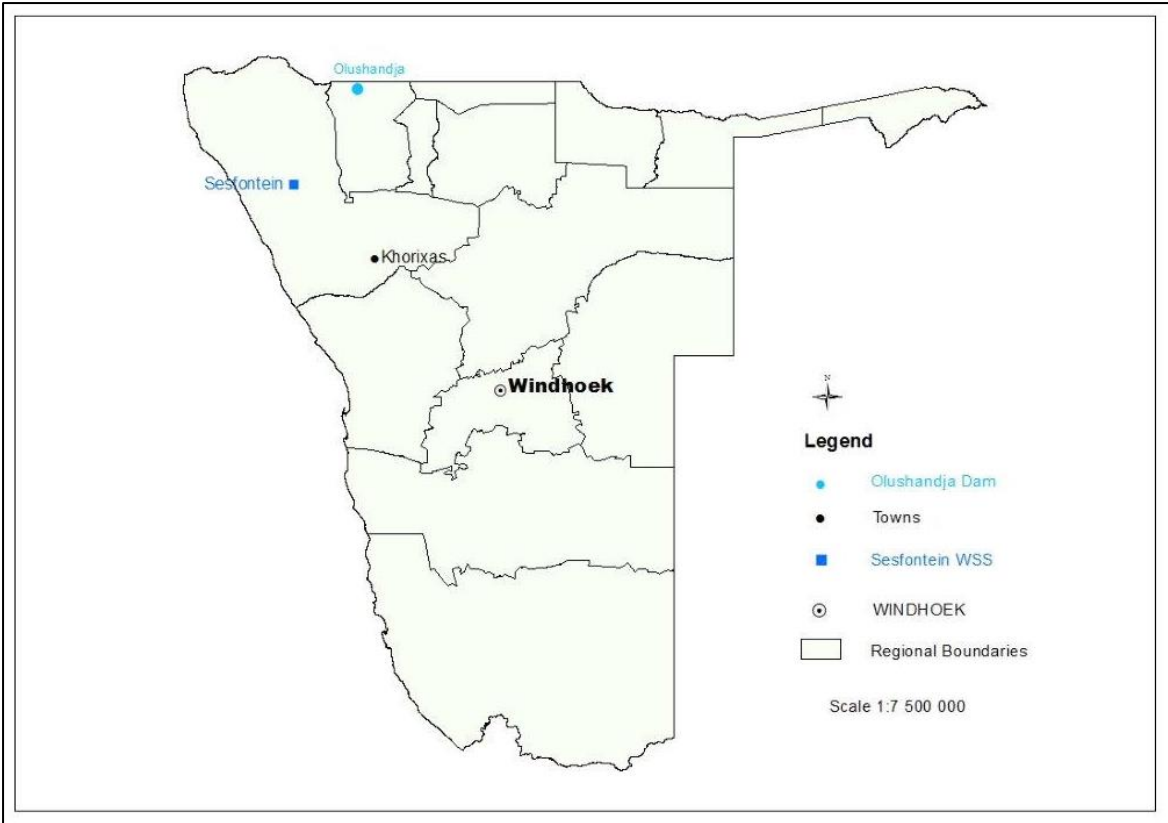 Olushandja
Sesfontein
Khorixas
Windhoek
N
Legend
Olushandja Dam
Towns
Sesfontein WSS
WINDHOEK
Regional Boundaries
Scale 1:7 500 000